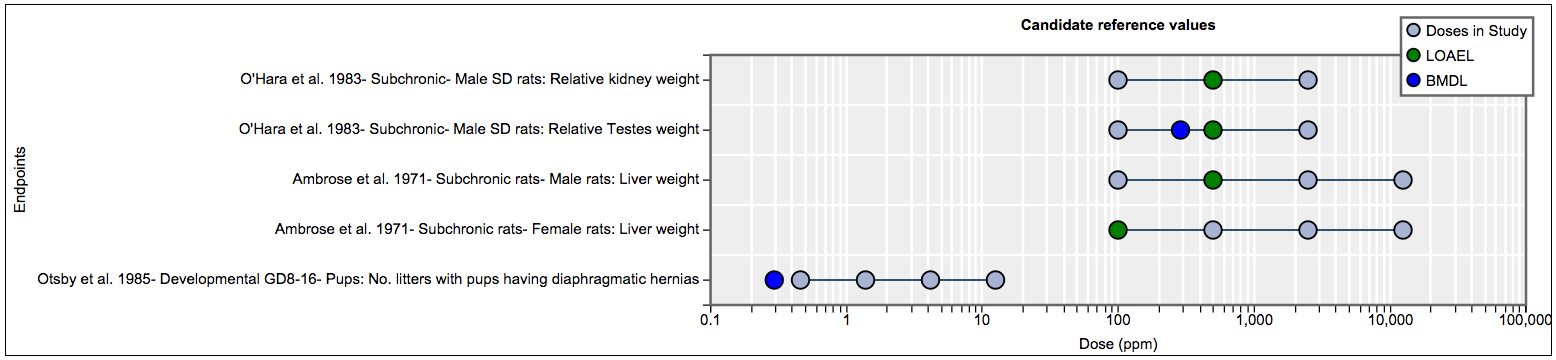 Candidate reference values
Doses in Study
LOAEL
BMDL
Endpoints
O'Hara et al. 1983- Subchronic- Male SD rats: Relative kidney weight
O'Hara et al. 1983- Subchronic- Male SD rats: Relative Testes weight
Ambrose et al. 1971- Subchronic rats- Male rats: Liver weight
Ambrose et al. 1971- Subchronic rats- Female rats: Liver weight
Otsby et al. 1985- Developmental GD8-16- Pups: No. litters with pups having diaphragmatic hernias
0.1 1 10 100 1,000 10,000 100,000
Dose (ppm)